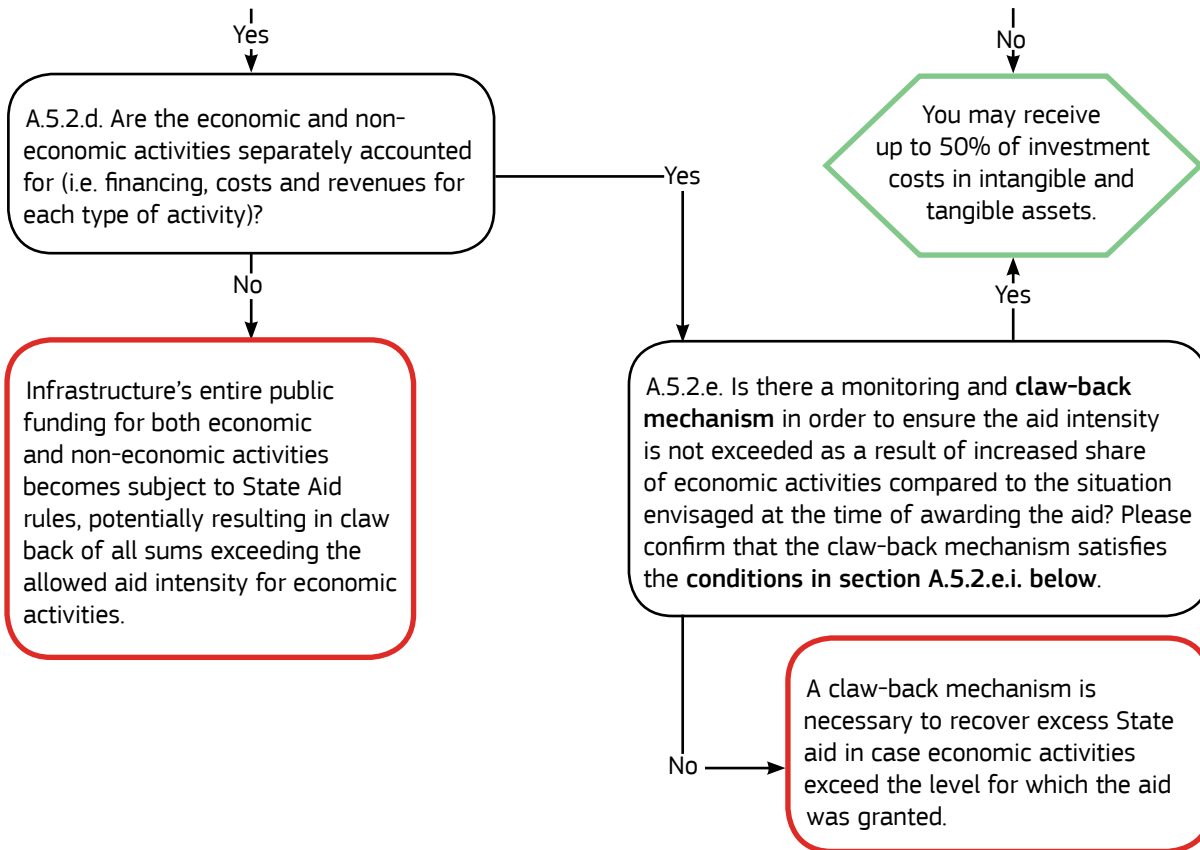 Yes
No
A.5.2.d. Are the economic and non-
economic activities separately accounted
for (i.e. financing, costs and revenues for
each type of activity)?
You may receive
up to 50% of investment
costs in intangible and
tangible assets.
Yes
No
Yes
Infrastructure's entire public
funding for both economic
and non-economic activities
becomes subject to State Aid
rules, potentially resulting in claw
back of all sums exceeding the
allowed aid intensity for economic
activities.
A.5.2.e. Is there a monitoring and claw-back
mechanism in order to ensure the aid intensity
is not exceeded as a result of increased share
of economic activities compared to the situation
envisaged at the time of awarding the aid? Please
confirm that the claw-back mechanism satisfies
the conditions in section A.5.2.e.i. below.
No
A claw-back mechanism is
necessary to recover excess State
aid in case economic activities
exceed the level for which the aid
was granted.